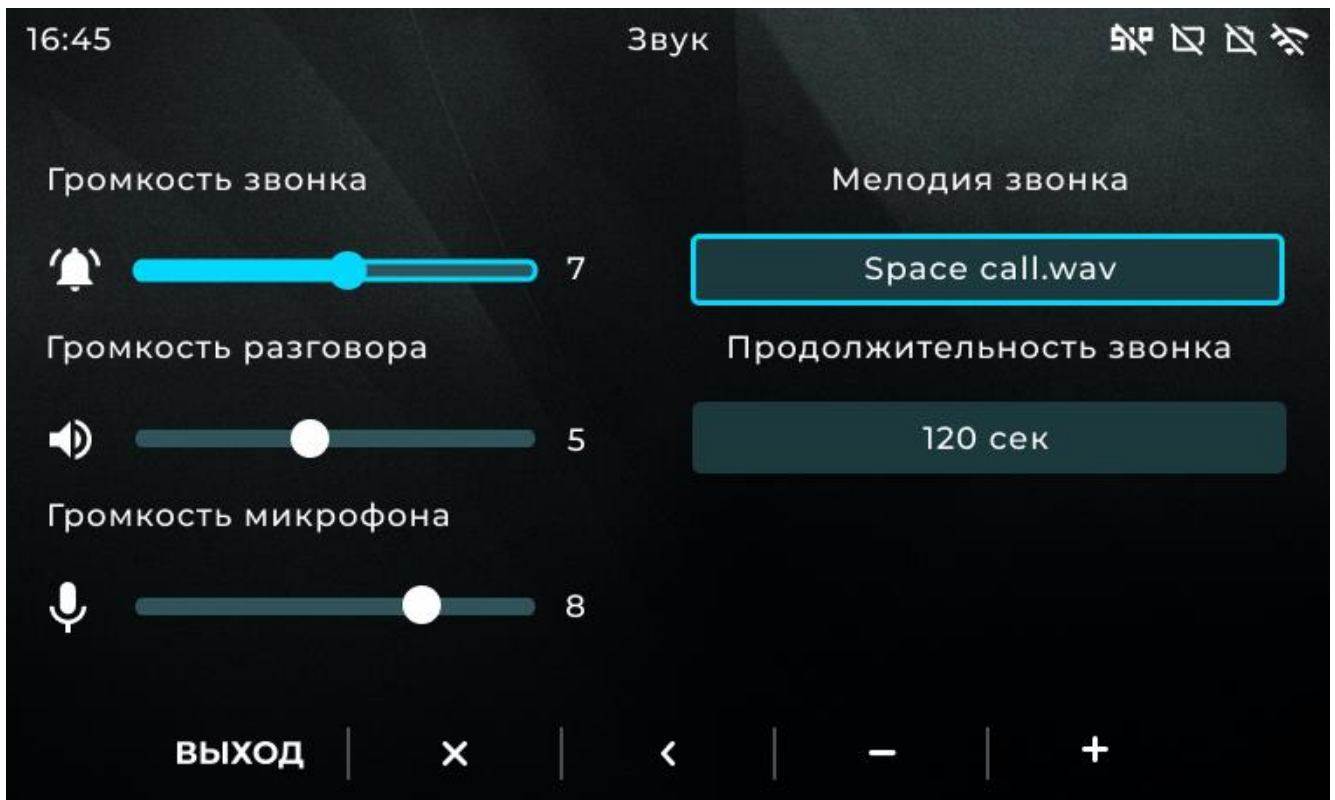 16:45
Звук
SIP
Громкость звонка
7
Громкость разговора
5
Громкость микрофона
8
Мелодия звонка
Space call.wav
Продолжительность звонка
120 сек
ВЫХОД